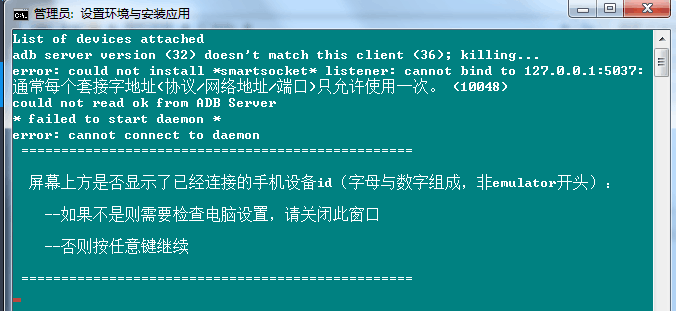 管理员: 设置环境与安装应用
List of devices attached
adb server version (32) doesn't match this client (36); killing...
error: could not install *smartsocket* listener: cannot bind to 127.0.0.1:5037:
通常每个套接字地址(协议/网络地址/端口)只允许使用一次。 (10048)
could not read ok from ADB Server
* failed to start daemon *
error: cannot connect to daemon
================================================
屏幕上方是否显示了已经连接的手机设备id（字母与数字组成，非emulator开头）：
--如果不是则需要检查电脑设置，请关闭此窗口
--否则按任意键继续
================================================